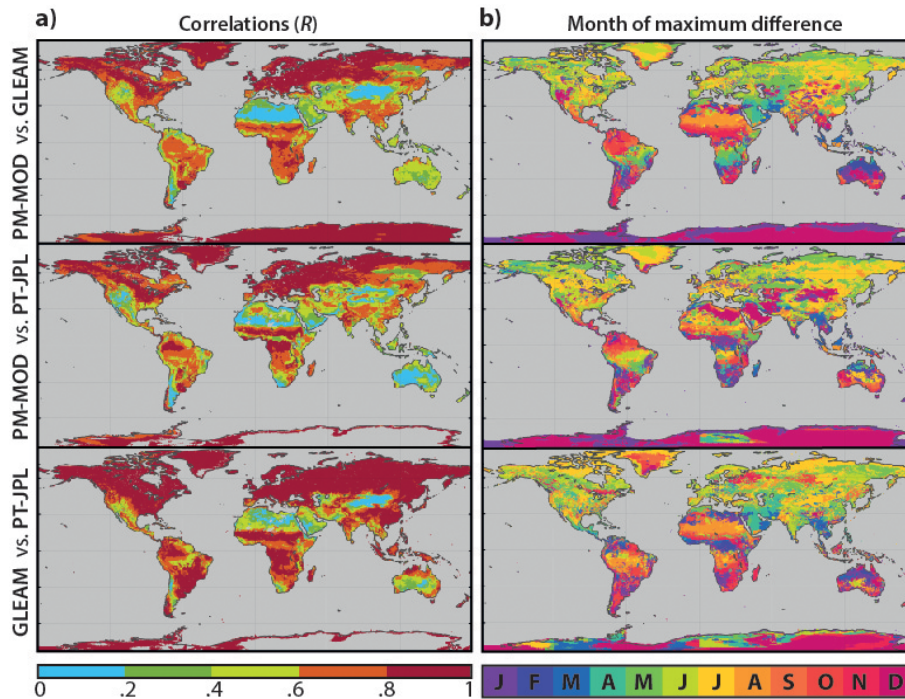 a)
Correlations (R)
b)
Month of maximum difference
PM-MOD vs. GLEAM
PM-MOD vs. PT-JPL
GLEAM vs. PT-JPL
0 .2 .4 .6 .8 1
J F M A M J J A S O N D